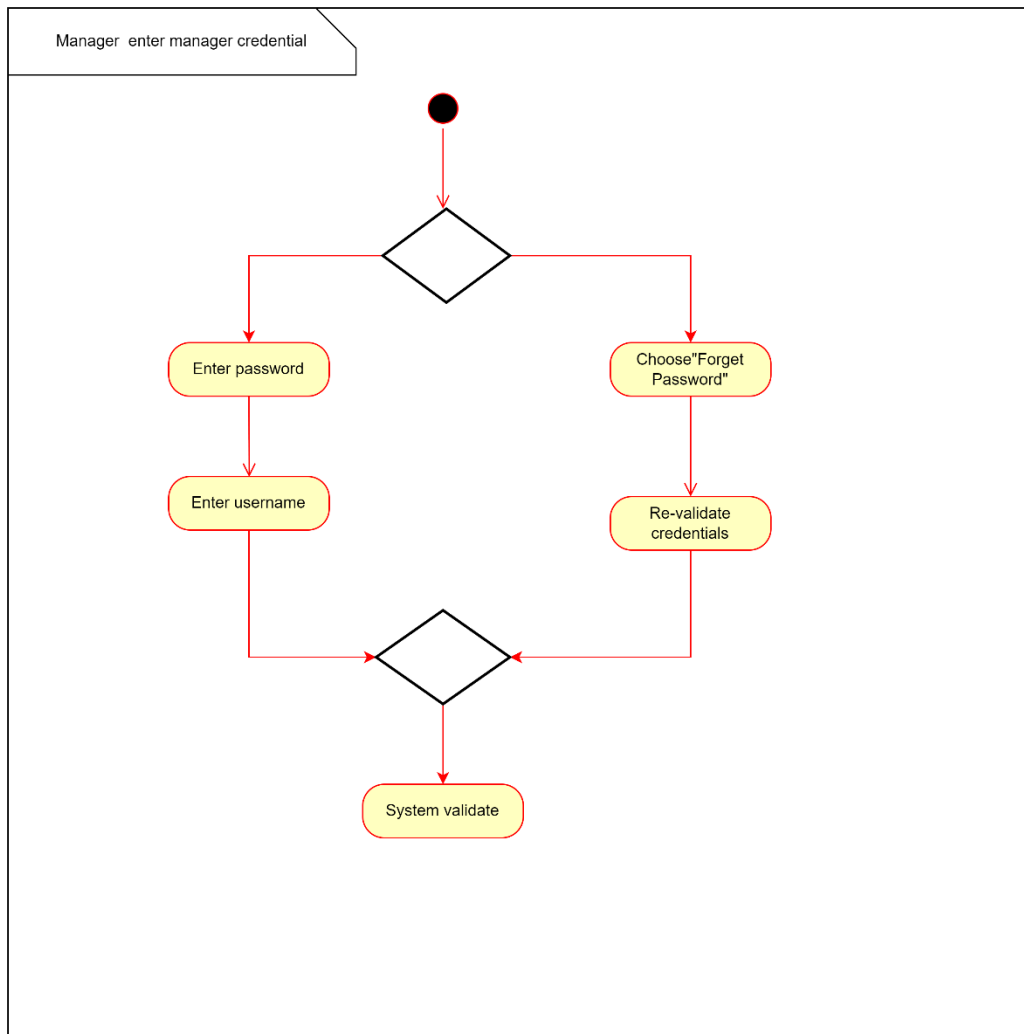 Manager  enter manager credential
Enter password
Choose"Forget
Password"
Enter username
Re-validate
credentials
System validate